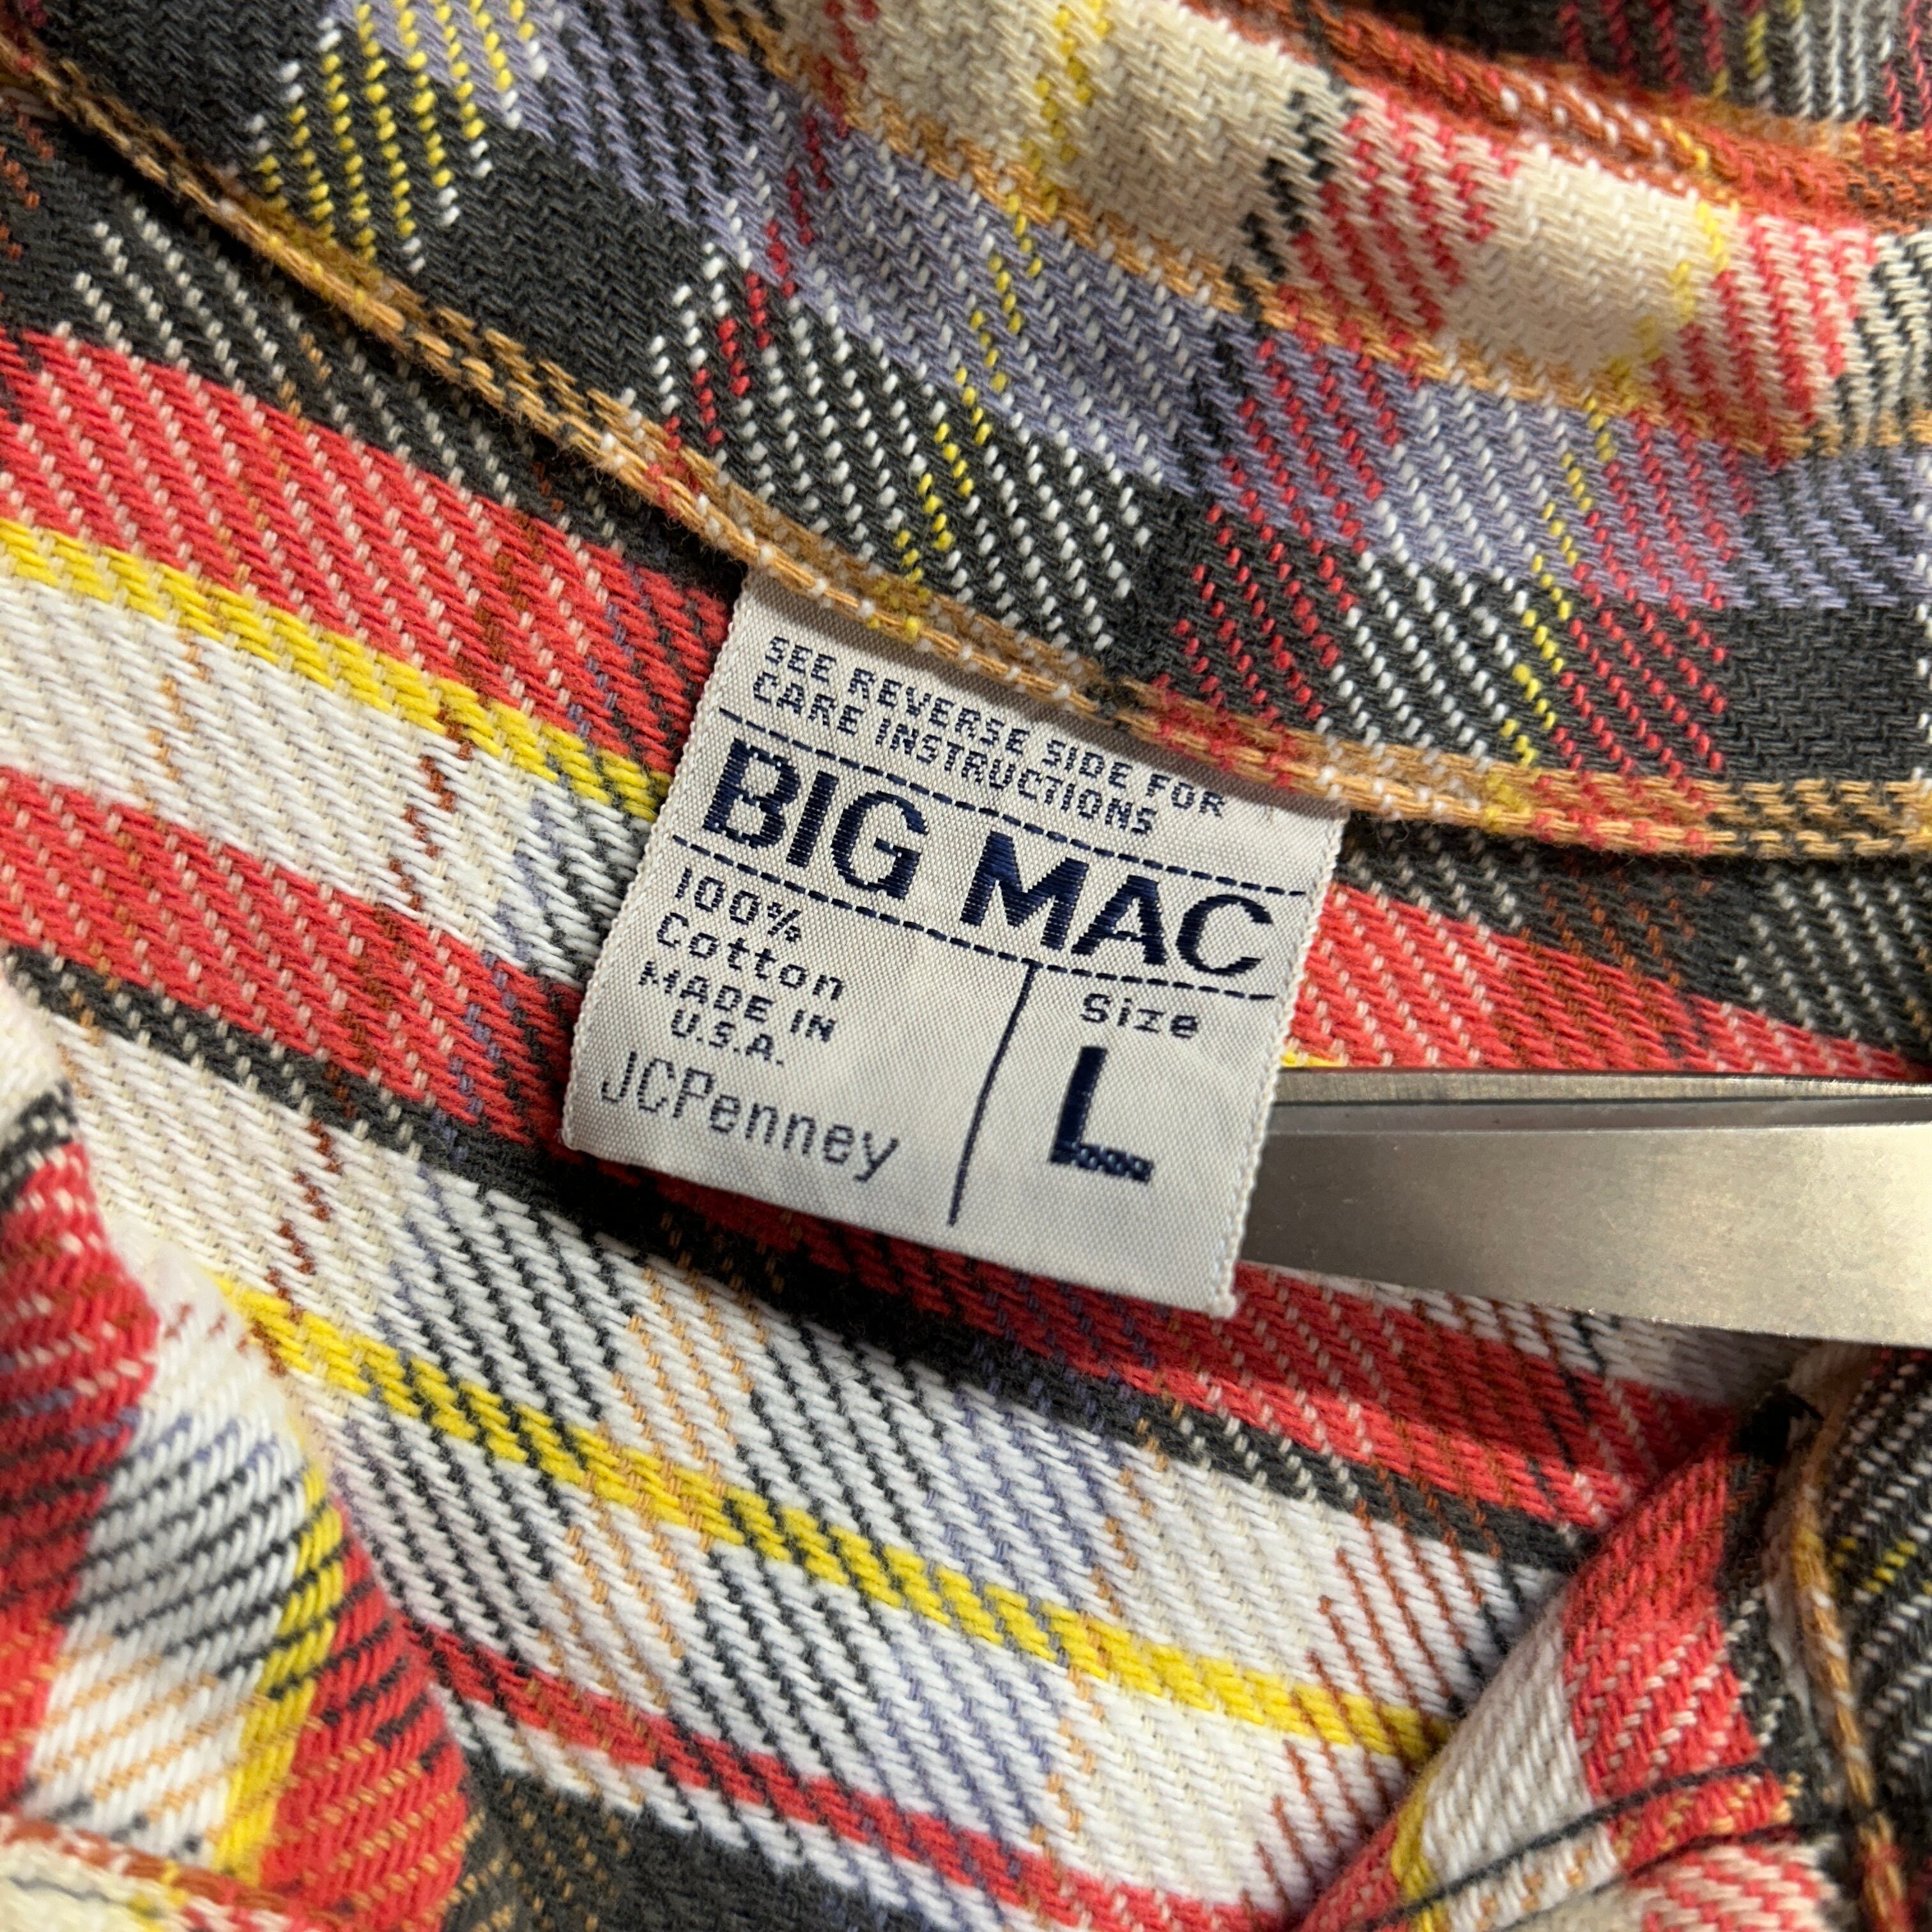 SEE REVERSE SIDE FOR
CARE INSTRUCTIONS
BIG MAC
100%
Cotton
MADE IN
U.S.A.
JCPenney
Size
L